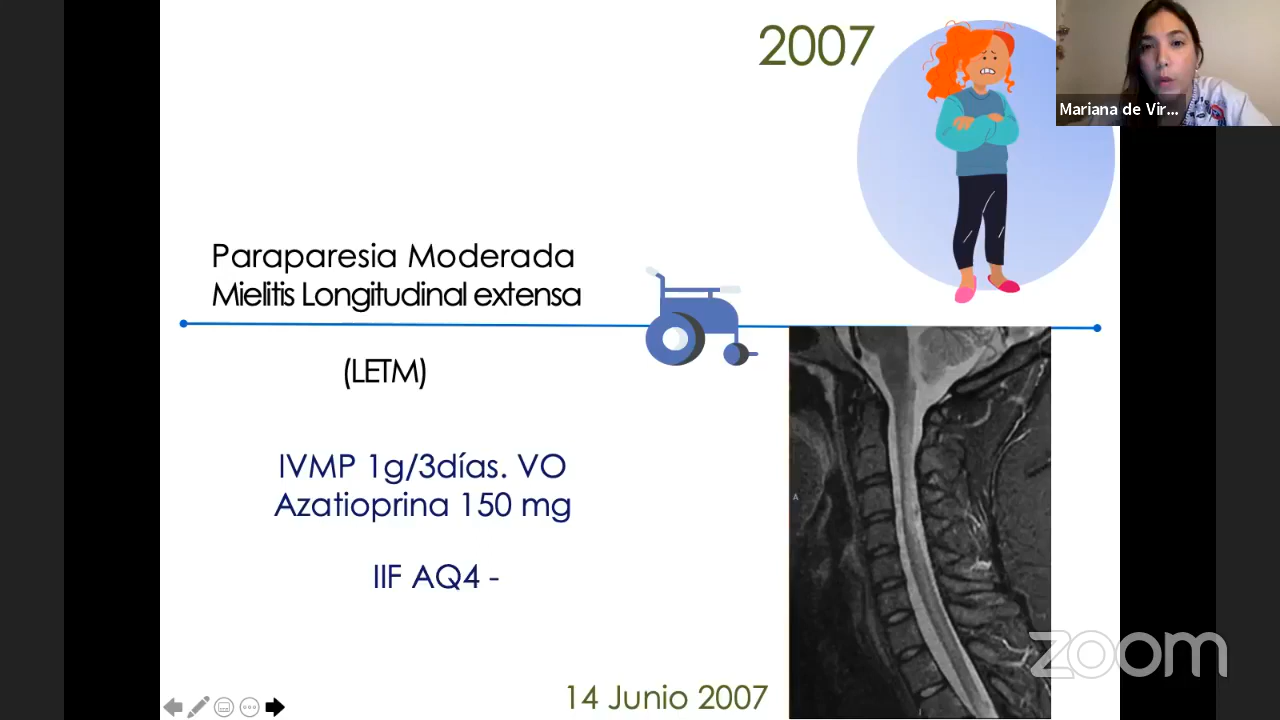 2007
Mariana de Vir...
Paraparesia Moderada
Mielitis Longitudinal extensa
(LETM)
IVMP 1g/3días. VO
Azatioprina 150 mg
IIF AQ4 -
A
zoom
14 Junio 2007